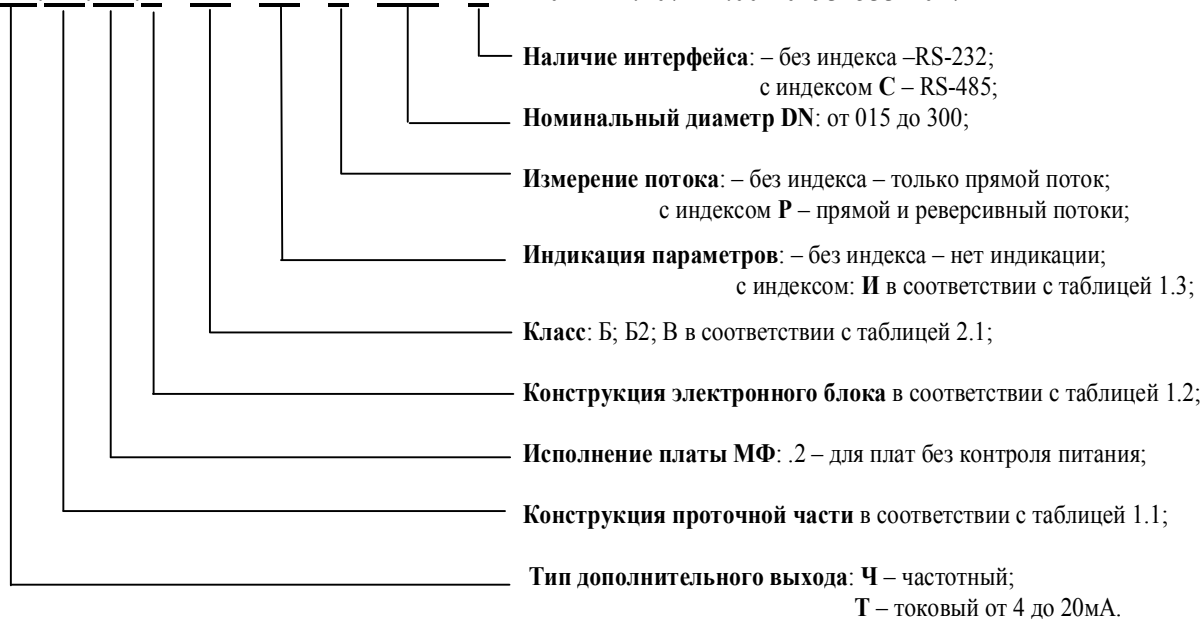 Наличие интерфейса: – без индекса –RS-232;
с индексом С – RS-485;
Номинальный диаметр DN: от 015 до 300;
Измерение потока: – без индекса – только прямой поток;
с индексом Р – прямой и реверсивный потоки;
Индикация параметров: – без индекса – нет индикации;
с индексом: И в соответствии с таблицей 1.3;
Класс: Б; Б2; В в соответствии с таблицей 2.1;
Конструкция электронного блока в соответствии с таблицей 1.2;
Исполнение платы МФ: .2 – для плат без контроля питания;
Конструкция проточной части в соответствии с таблицей 1.1;
Тип дополнительного выхода: Ч – частотный;
Т – токовый от 4 до 20мА.